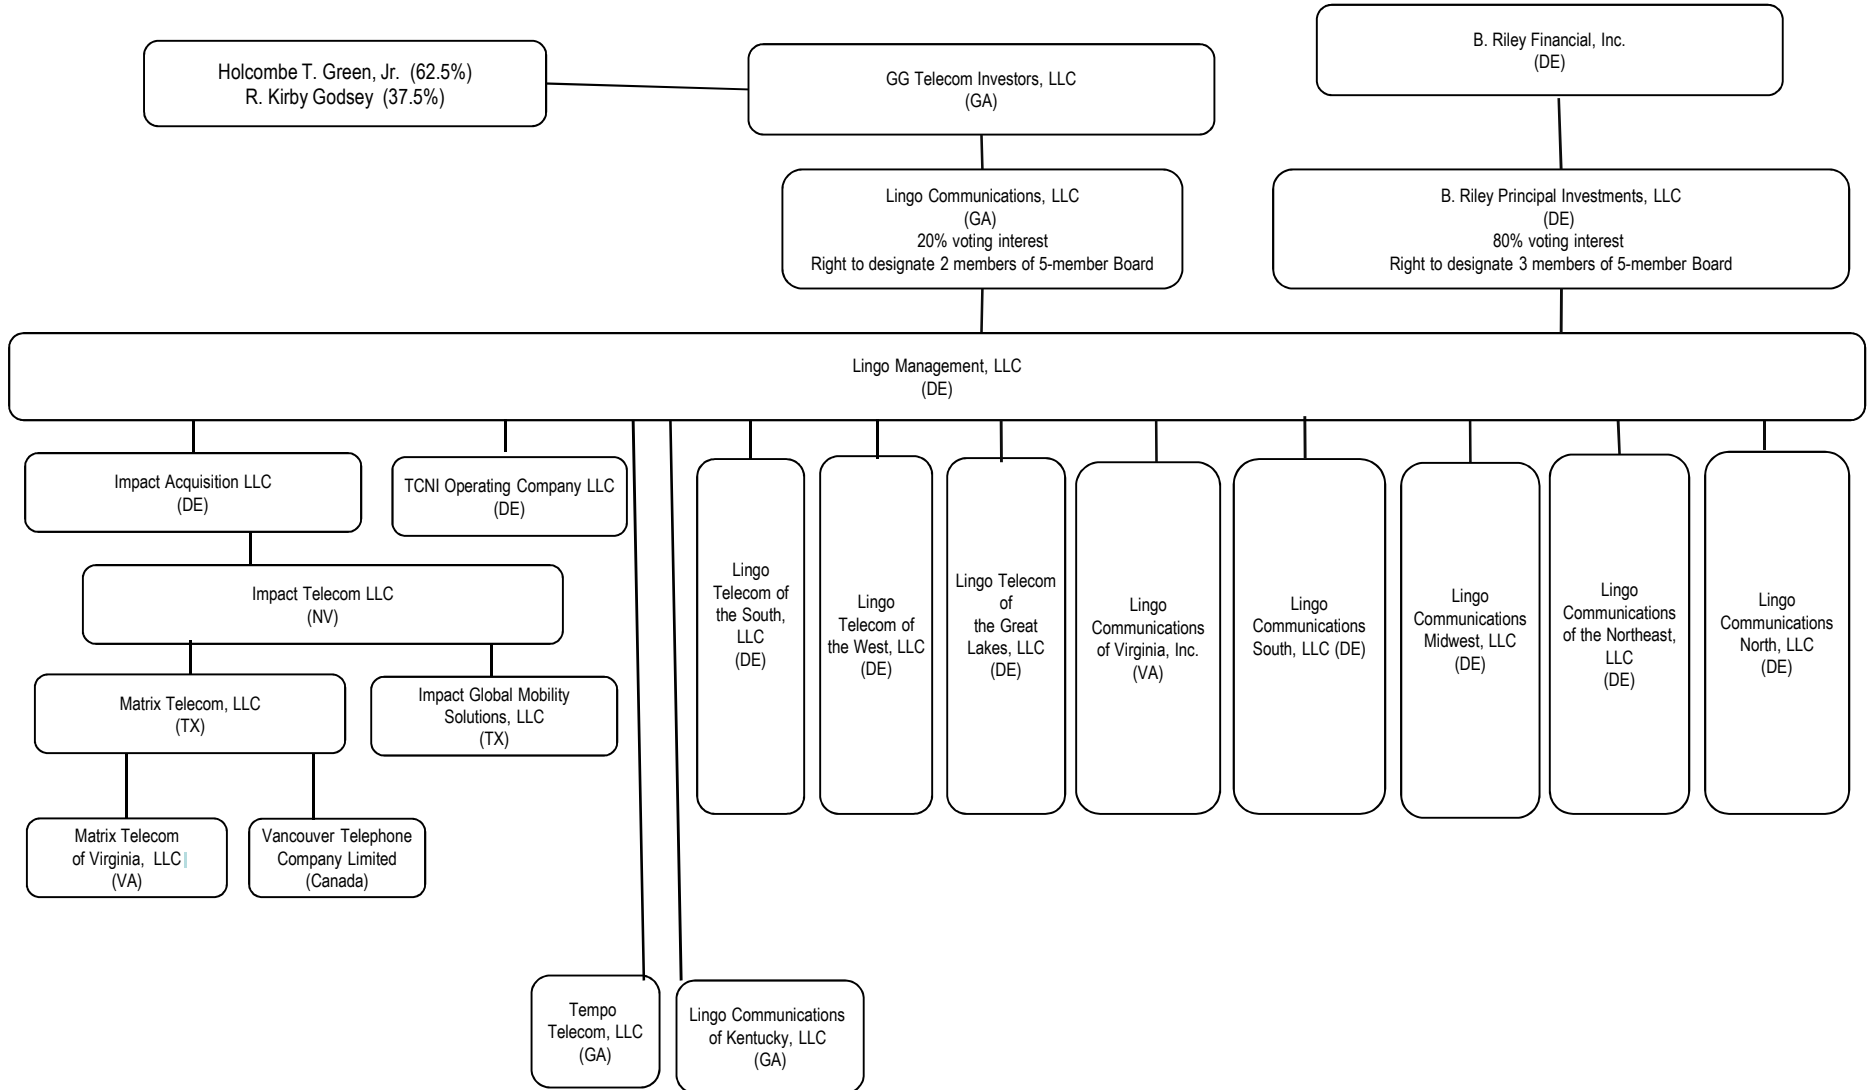 Holcombe T. Green, Jr. (62.5%)
R. Kirby Godsey (37.5%)
GG Telecom Investors, LLC
(GA)
B. Riley Financial, Inc.
(DE)
Lingo Communications, LLC
(GA)
20% voting interest
Right to designate 2 members of 5-member Board
B. Riley Principal Investments, LLC
(DE)
80% voting interest
Right to designate 3 members of 5-member Board
Lingo Management, LLC
(DE)
Impact Acquisition LLC
(DE)
TCNI Operating Company LLC
(DE)
Impact Telecom LLC
(NV)
Matrix Telecom, LLC
(TX)
Impact Global Mobility
Solutions, LLC
(TX)
Matrix Telecom
of Virginia, LLC
(VA)
Vancouver Telephone
Company Limited
(Canada)
Lingo
Telecom of
the South,
LLC
(DE)
Lingo
Telecom of
the West, LLC
(DE)
Lingo Telecom
of
the Great
Lakes, LLC
(DE)
Lingo
Communications
of Virginia, Inc.
(VA)
Lingo
Communications
South, LLC (DE)
Lingo
Communications
Midwest, LLC
(DE)
Lingo
Communications
of the Northeast,
LLC
(DE)
Lingo
Communications
North, LLC
(DE)
Tempo
Telecom, LLC
(GA)
Lingo Communications
of Kentucky, LLC
(GA)